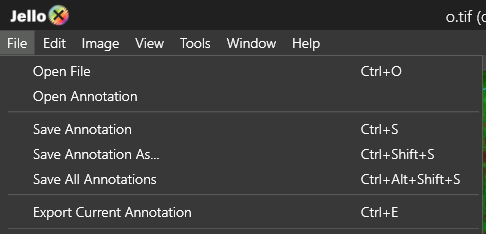 JelloX o.tif (c
File Edit Image View Tools Window Help
Open File Ctrl+O
Open Annotation
Save Annotation Ctrl+S
Save Annotation As... Ctrl+Shift+S
Save All Annotations Ctrl+Alt+Shift+S
Export Current Annotation Ctrl+E